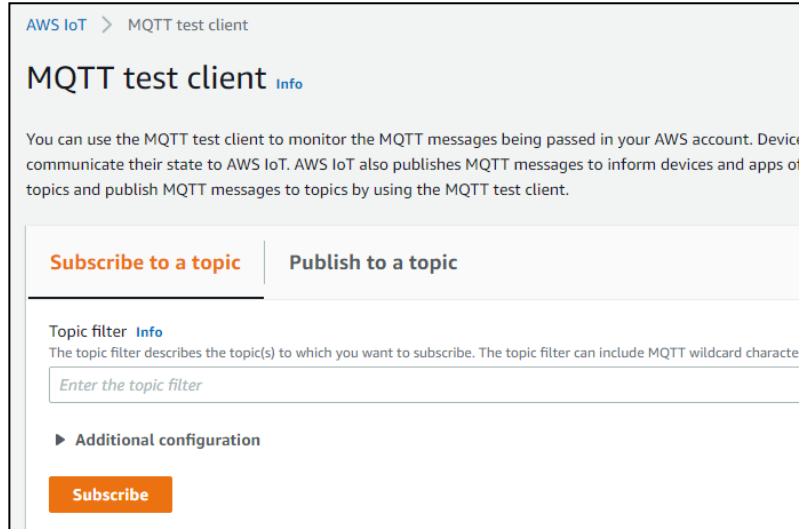 AWS IoT > MQTT test client
MQTT test client Info
You can use the MQTT test client to monitor the MQTT messages being passed in your AWS account.
communicate their state to AWS IoT. AWS IoT also publishes MQTT messages to inform devices and apps
topics and publish MQTT messages to topics by using the MQTT test client.
Subscribe to a topic Publish to a topic
Topic filter Info
The topic filter describes the topic(s) to which you want to subscribe. The topic filter can include MQTT wildcard
Enter the topic filter
Additional configuration
Subscribe